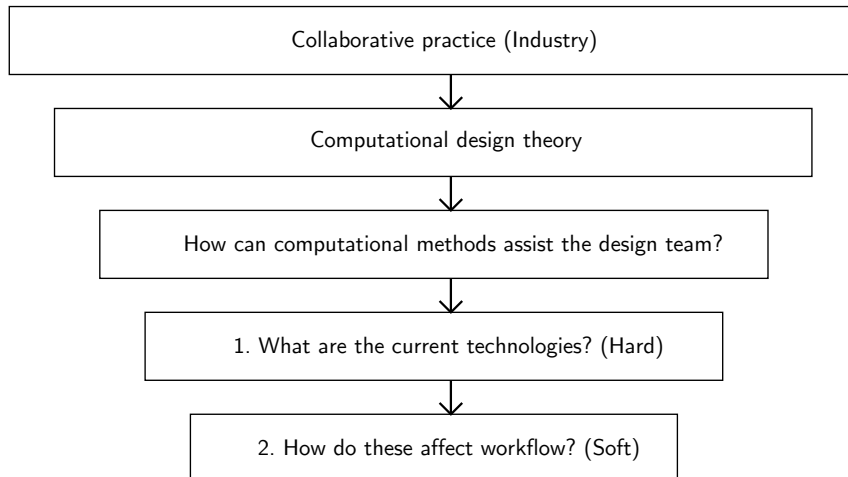 Collaborative practice (Industry)
Computational design theory
How can computational methods assist the design team?
1. What are the current technologies? (Hard)
2. How do these affect workflow? (Soft)